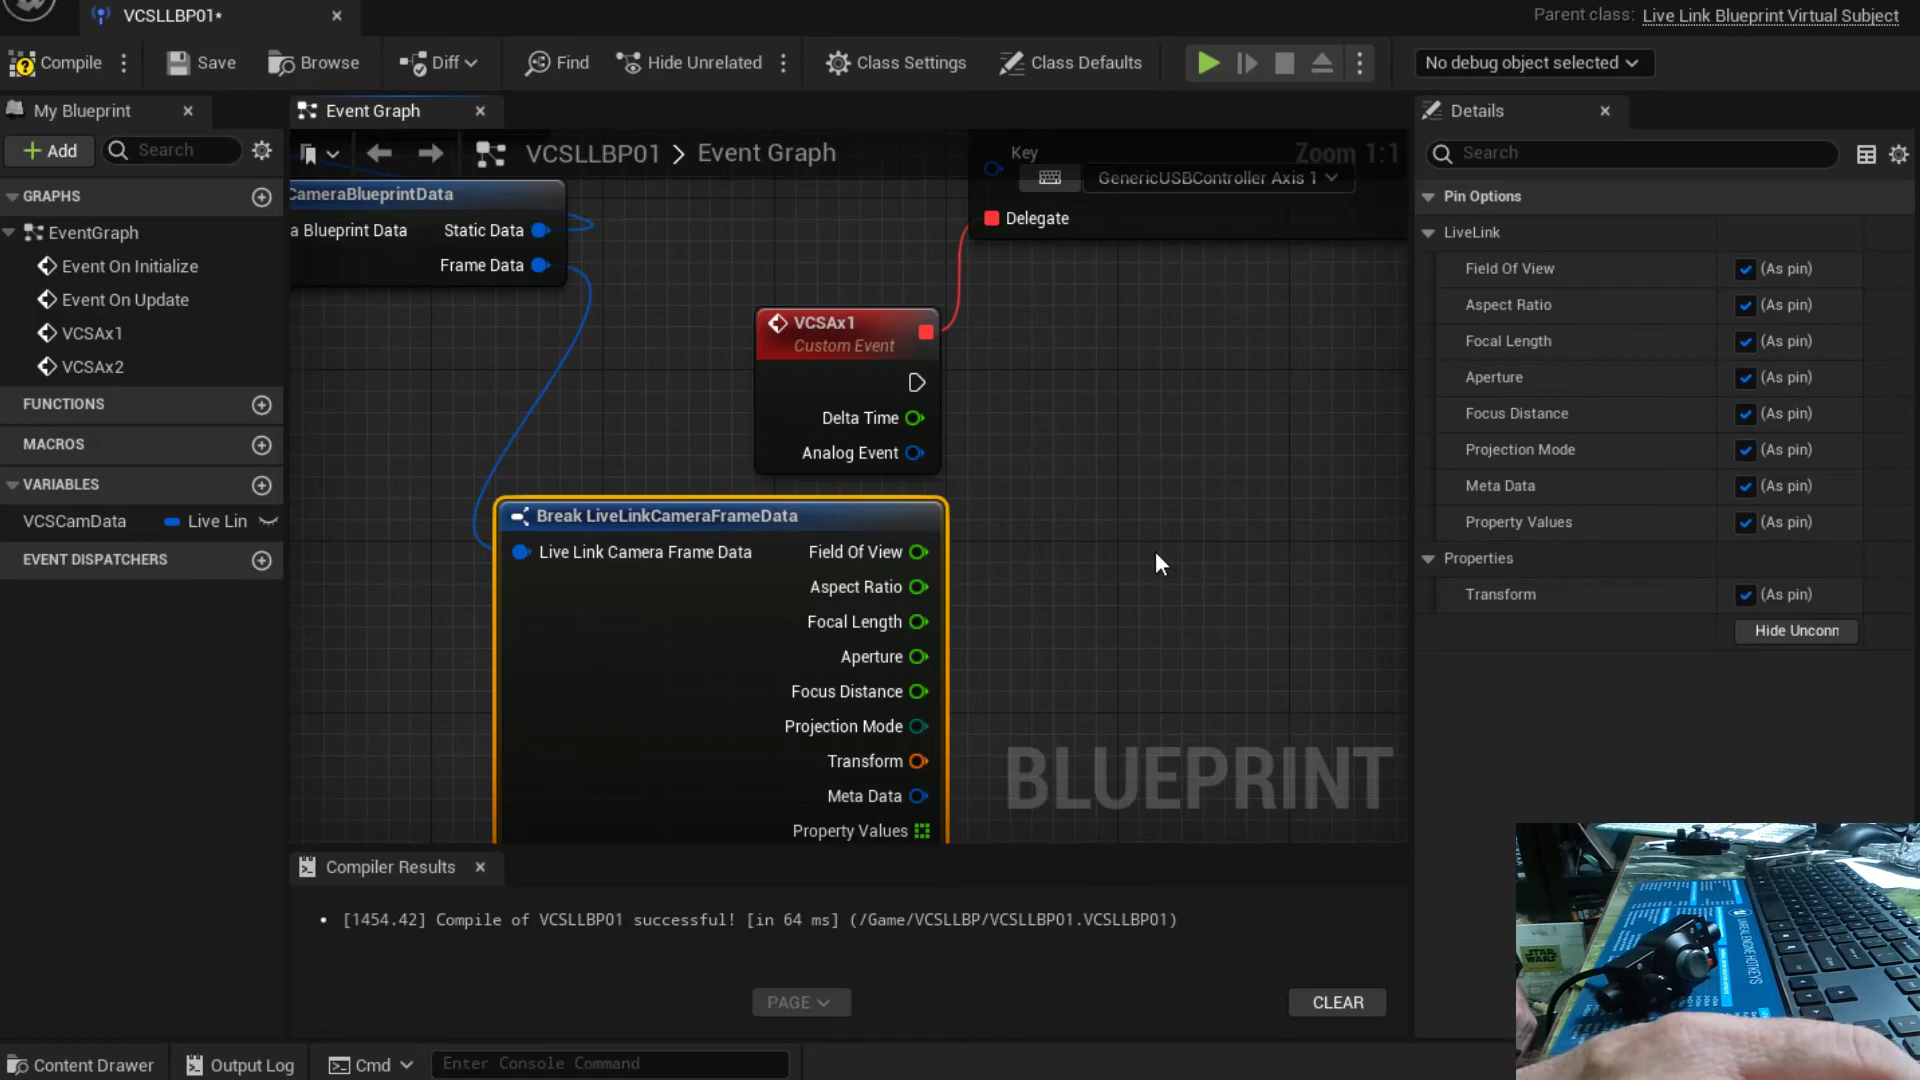 VCSLLBP01*
Parent class: Live Link Blueprint Virtual Subject
Compile
Save
Browse
Diff
Find
Hide Unrelated
Class Settings
Class Defaults
No debug object selected
My Blueprint
Event Graph
Details
Add
Search
VCSLLBP01 > Event Graph
Zoom 1:1
Search
GRAPHS
EventGraph
Event On Initialize
Event On Update
VCSAx1
VCSAx2
FUNCTIONS
MACROS
VARIABLES
VCSCamData
Live Lin
EVENT DISPATCHERS
CameraBlueprintData
a Blueprint Data
Static Data
Frame Data
Key
GenericUSBController Axis 1
Delegate
VCSAx1
Custom Event
Delta Time
Analog Event
Break LiveLinkCameraFrameData
Live Link Camera Frame Data
Field Of View
Aspect Ratio
Focal Length
Aperture
Focus Distance
Projection Mode
Transform
Meta Data
Property Values
BLUEPRINT
Pin Options
LiveLink
Field Of View (As pin)
Aspect Ratio (As pin)
Focal Length (As pin)
Aperture (As pin)
Focus Distance (As pin)
Projection Mode (As pin)
Meta Data (As pin)
Property Values (As pin)
Properties
Transform (As pin)
Hide Unconn
Compiler Results
[1454.42] Compile of VCSLLBP01 successful! [in 64 ms] (/Game/VCSLLBP/VCSLLBP01.VCSLLBP01)
PAGE
CLEAR
Content Drawer
Output Log
Cmd
Enter Console Command
STAR
WARS
UNREAL ENGINE HOTKEYS